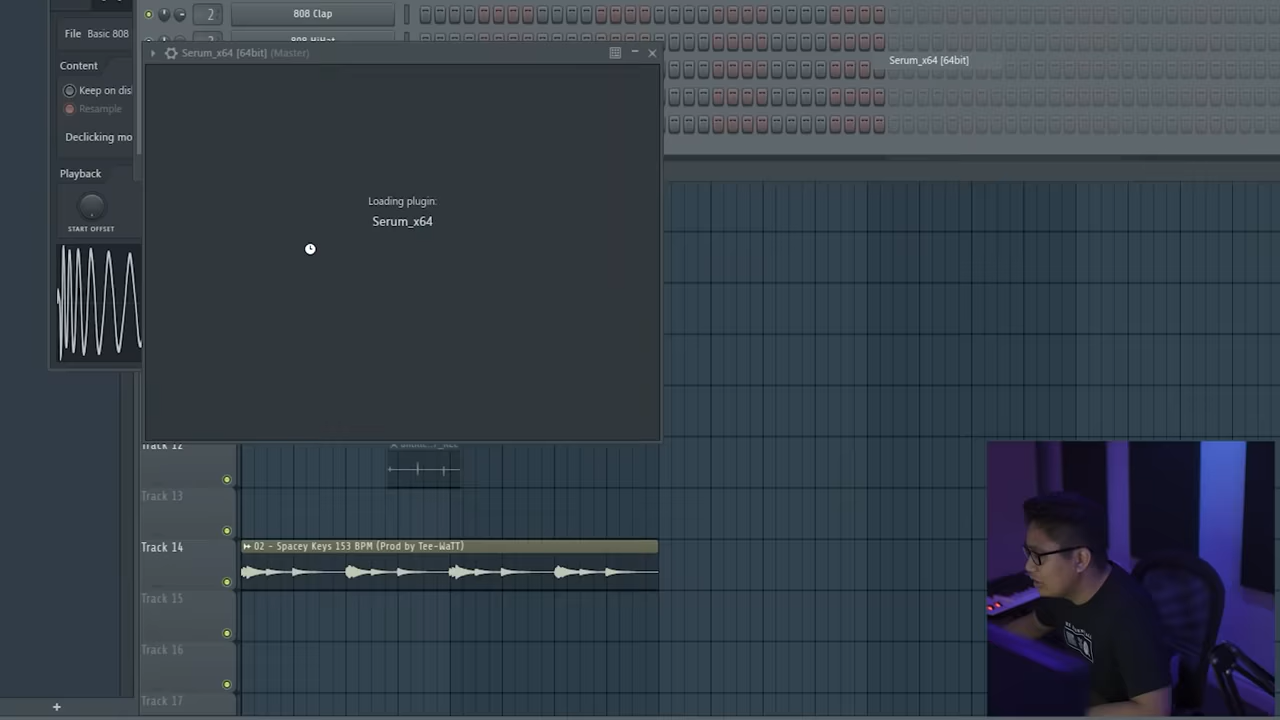 2
808 Clap
808 HiHat
File Basic 808
Serum_x64 [64bit] (Master)
Serum_x64 [64bit]
Content
Keep on dis
Resample
Declicking mo
Playback
START OFFSET
Loading plugin:
Serum_x64
Track 12
Track 13
Track 14
02 - Spacey Keys 153 BPM (Prod by Tee-WaTT)
Track 15
Track 16
Track 17